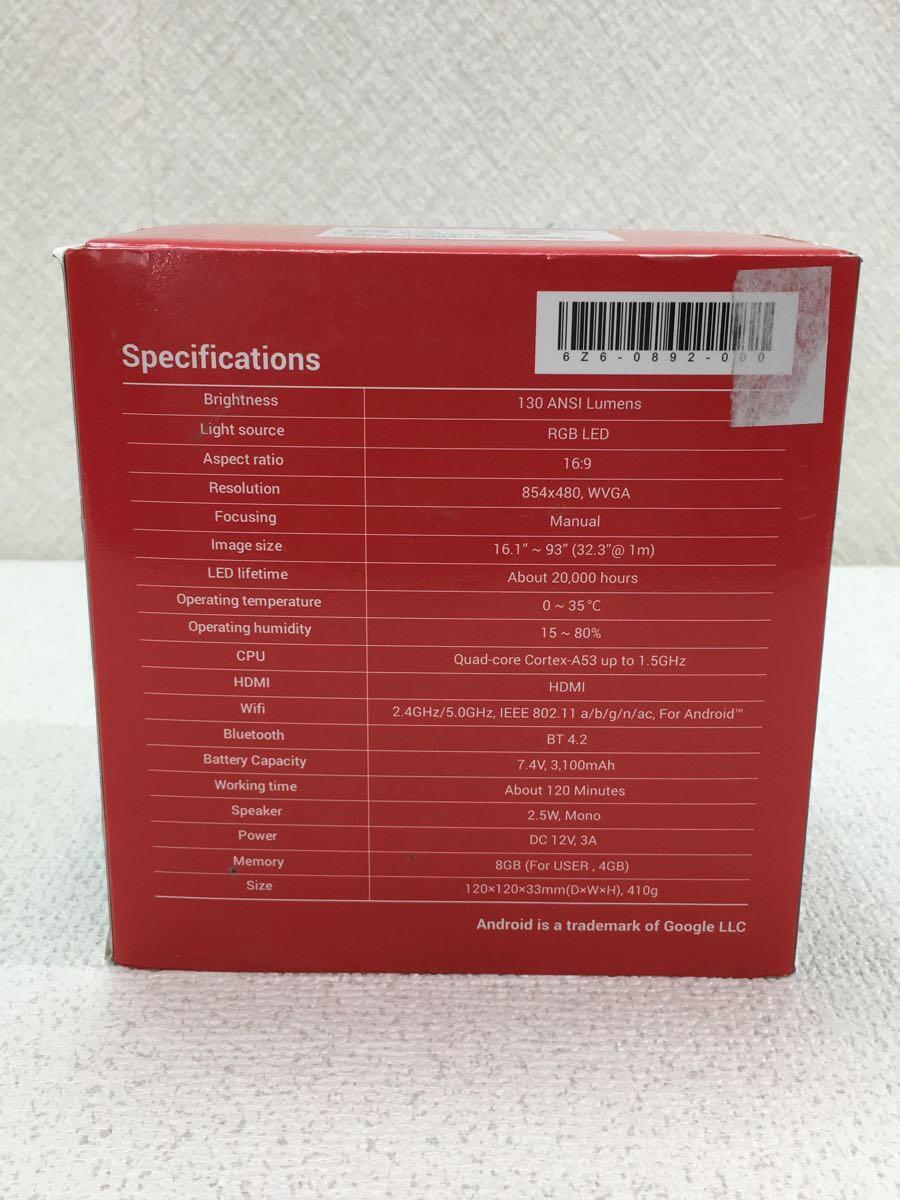 6Z6-0892-000
Specifications
Brightness 130 ANSI Lumens
Light source RGB LED
Aspect ratio 16:9
Resolution 854x480, WVGA
Focusing Manual
Image size 16.1” ~ 93” (32.3”@ 1m)
LED lifetime About 20,000 hours
Operating temperature 0 ~ 35℃
Operating humidity 15 ~ 80%
CPU Quad-core Cortex-A53 up to 1.5GHz
HDMI HDMI
Wifi 2.4GHz/5.0GHz, IEEE 802.11 a/b/g/n/ac, For Android™
Bluetooth BT 4.2
Battery Capacity 7.4V, 3,100mAh
Working time About 120 Minutes
Speaker 2.5W, Mono
Power DC 12V, 3A
Memory 8GB (For USER , 4GB)
Size 120×120×33mm(D×W×H), 410g
Android is a trademark of Google LLC